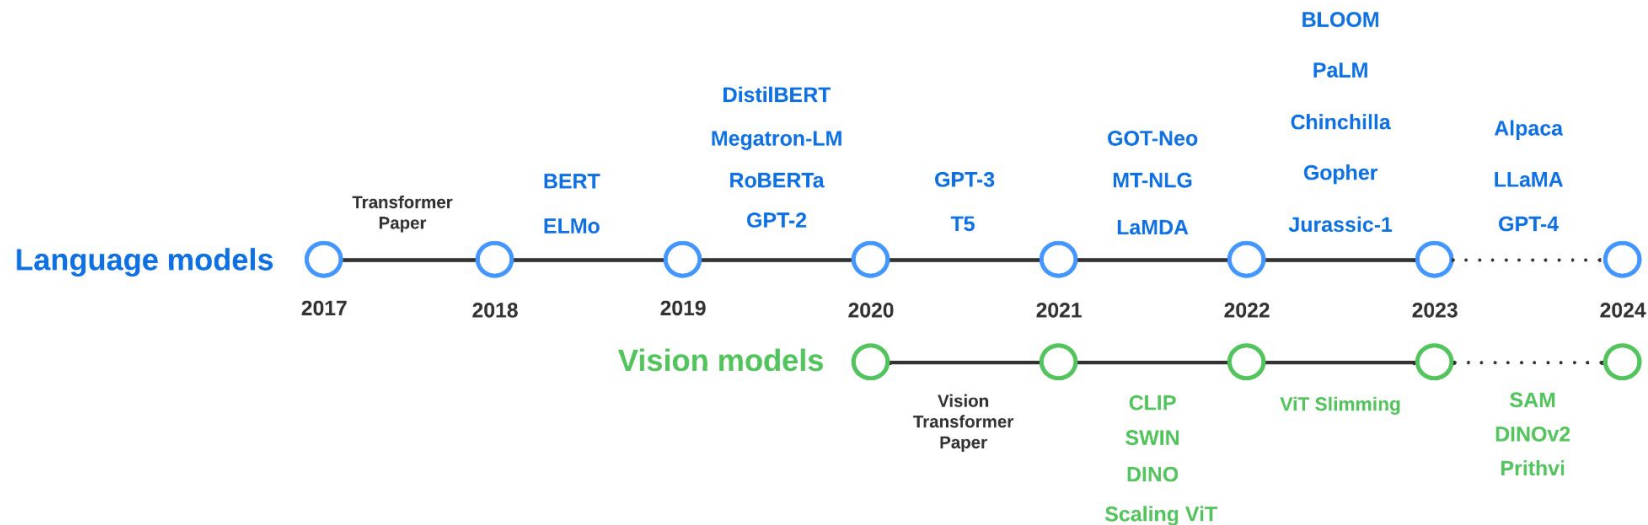 BLOOM
PaLM
Chinchilla
Gopher
Jurassic-1
DistilBERT
Megatron-LM
RoBERTa
GPT-2
GOT-Neo
MT-NLG
LaMDA
Alpaca
LLaMA
GPT-4
BERT
ELMo
GPT-3
T5
Transformer
Paper
Language models
2017
2018
2019
2020
2021
2022
2023
2024
Vision models
Vision
Transformer
Paper
CLIP
SWIN
DINO
Scaling ViT
ViT Slimming
SAM
DINOv2
Prithvi